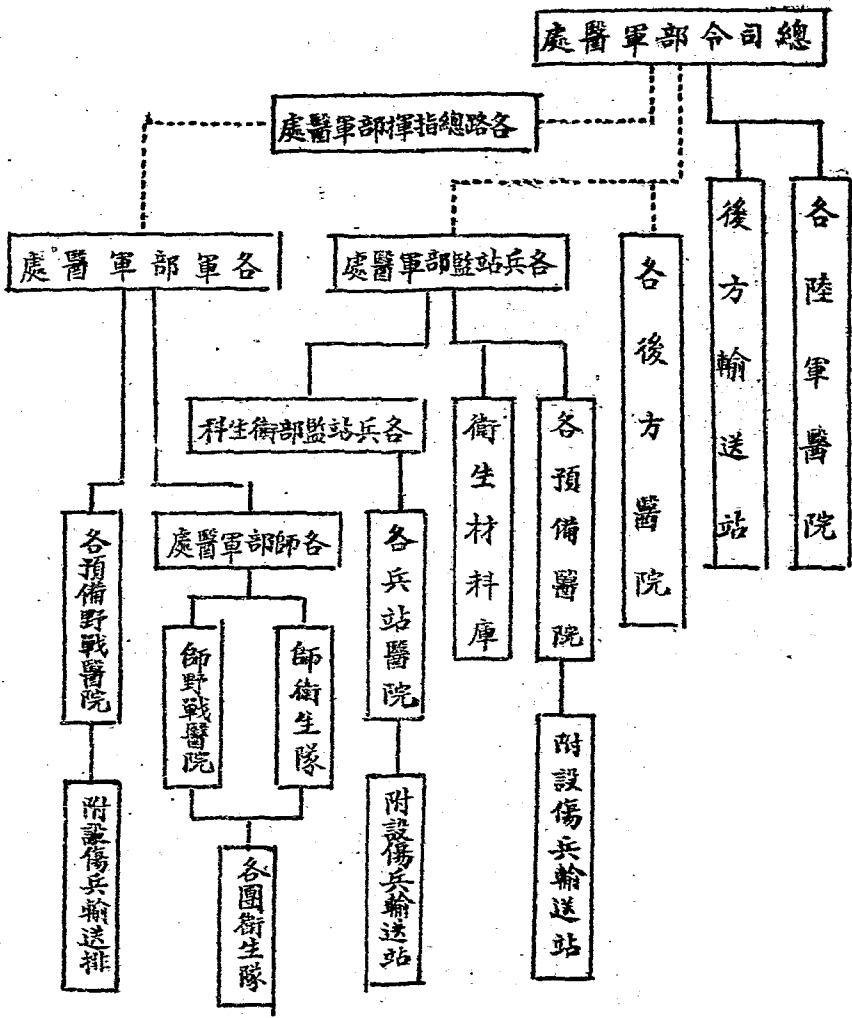 總司令部軍醫處
各路總指揮部軍醫處
各陸軍醫院
後方輸送站
各後方醫院
各兵站監部軍醫處
各軍部軍醫處
各預備醫院
衛生材料庫
各兵站監部衛生科
各兵站醫院
各師部軍醫處
各預備野戰醫院
師衛生隊
師野戰醫院
附設傷兵輸送站
附設傷兵輸送站
各團衛生隊
附設傷兵輸送排